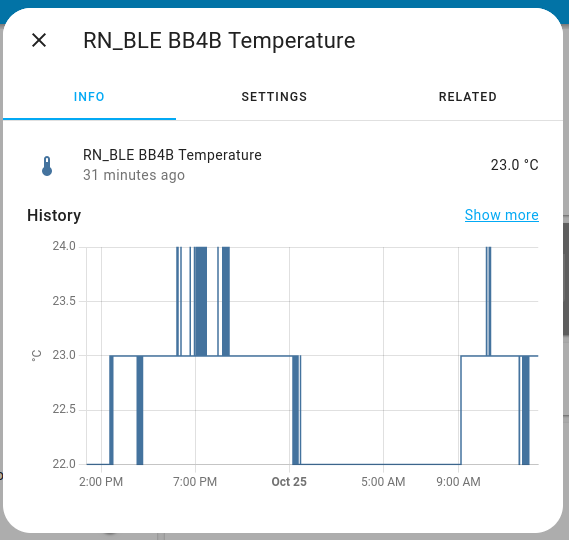 RN_BLE BB4B Temperature
INFO
SETTINGS
RELATED
RN_BLE BB4B Temperature
31 minutes ago
23.0 °C
History
Show more
24.0
23.5
23.0
22.5
22.0
°C
2:00 PM
7:00 PM
Oct 25
5:00 AM
9:00 AM